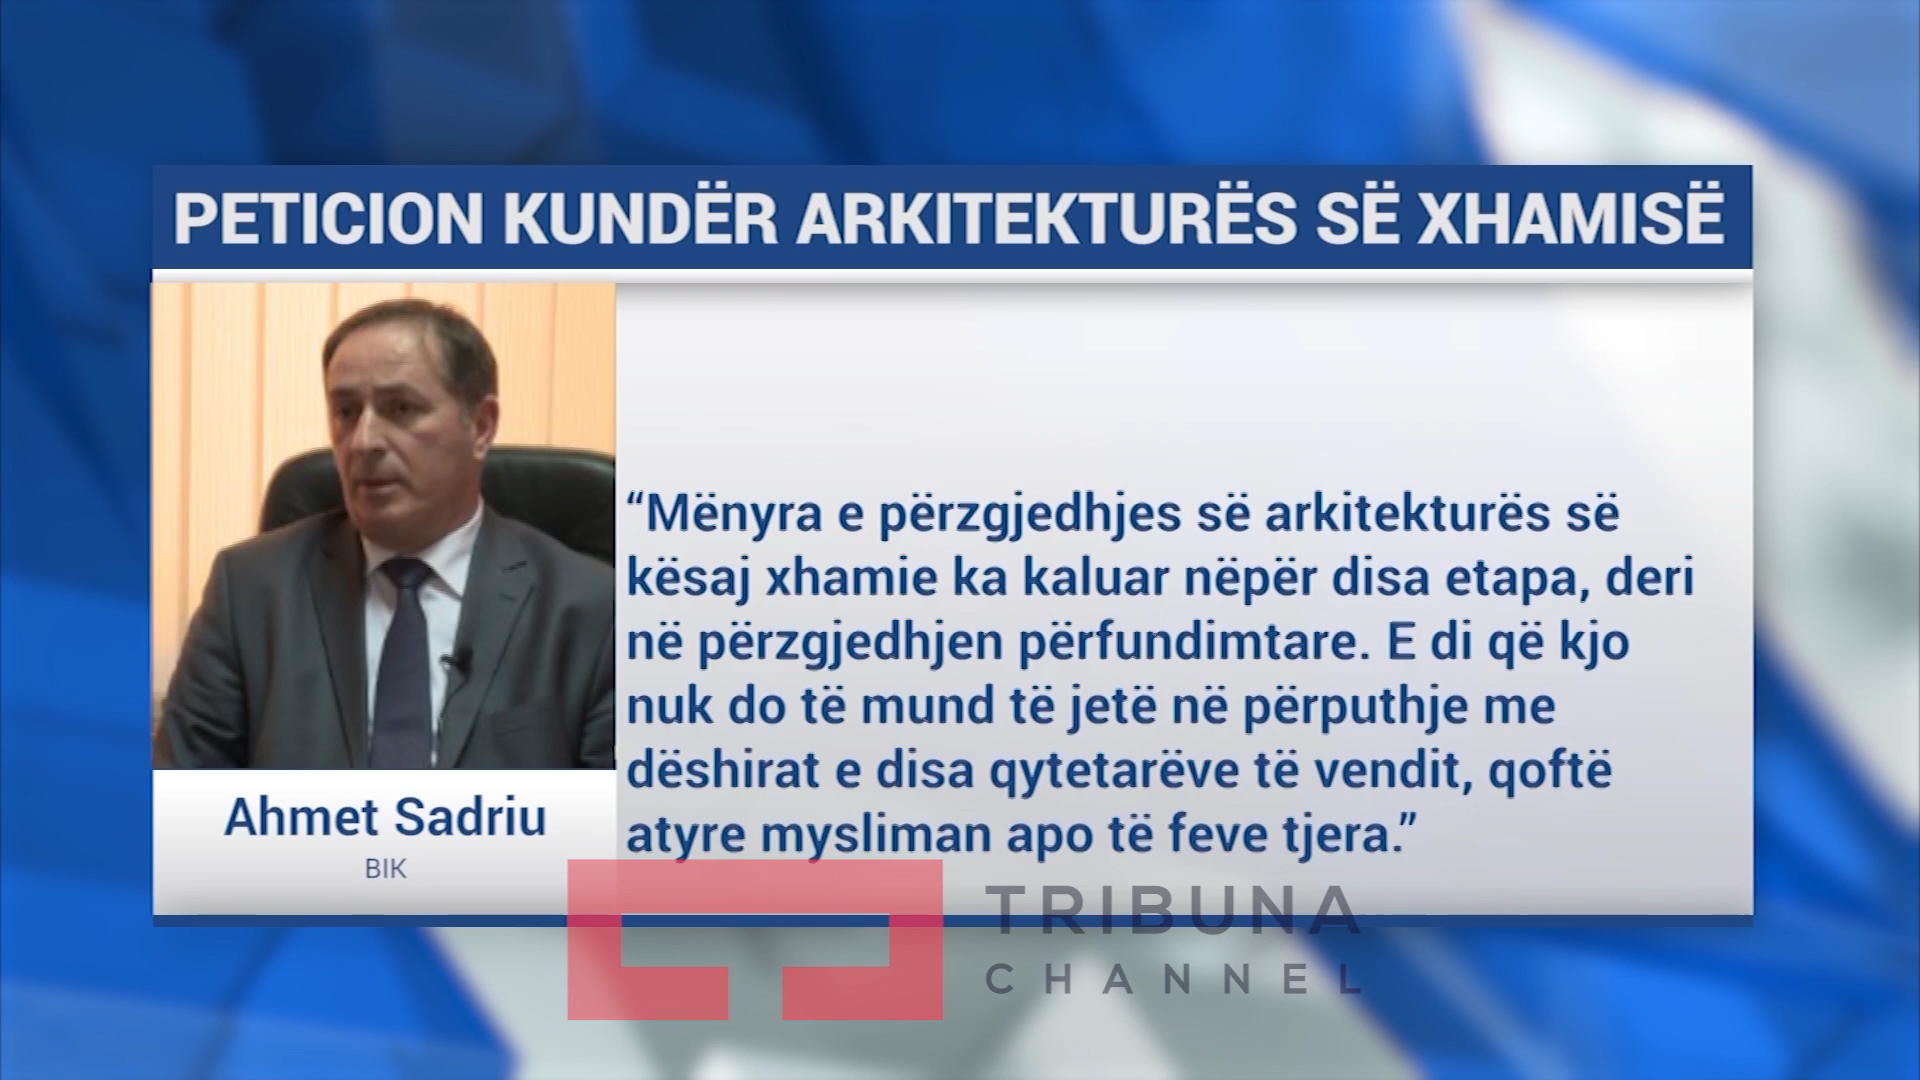 PETICION KUNDËR ARKITEKTURËS SË XHAMISË
“Mënyra e përzgjedhjes së arkitekturës së
kësaj xhamie ka kaluar nëpër disa etapa, deri
në përzgjedhjen përfundimtare. E di që kjo
nuk do të mund të jetë në përputhje me
dëshirat e disa qytetarëve të vendit, qoftë
atyre mysliman apo të feve tjera.”
Ahmet Sadriu
BIK
TRIBUNA
CHANNEL